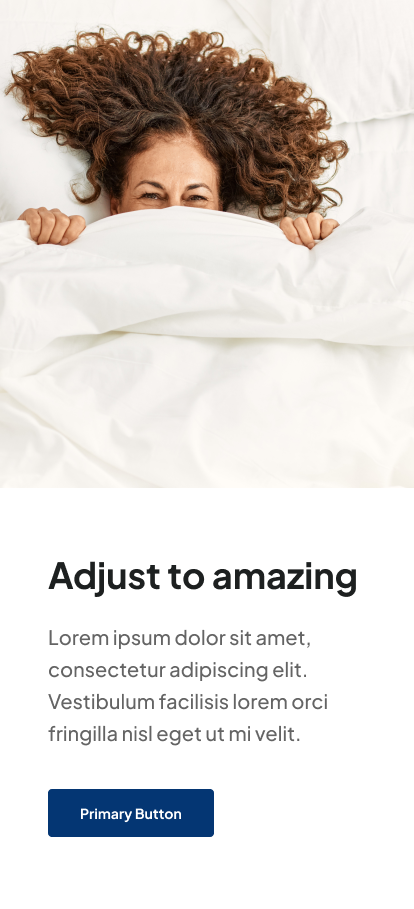 Adjust to amazing
Lorem ipsum dolor sit amet,
consectetur adipiscing elit.
Vestibulum facilisis lorem orci
fringilla nisl eget ut mi velit.
Primary Button